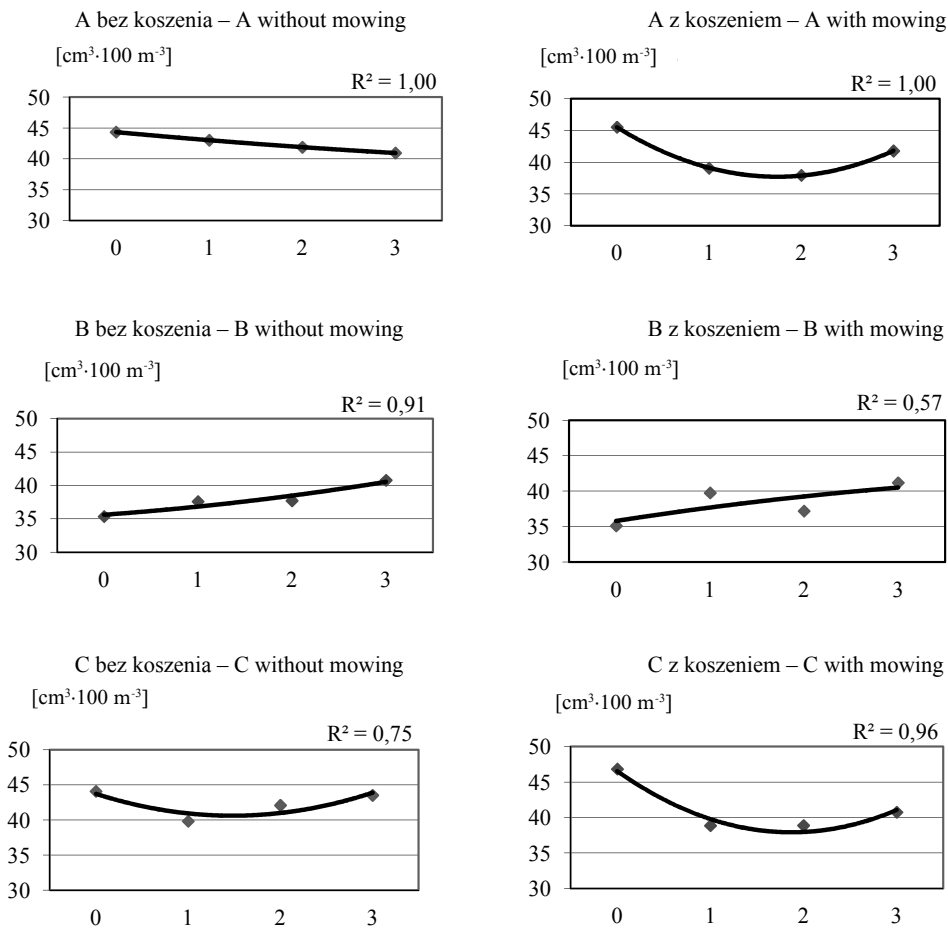 A bez koszenia – A without mowing
[cm³·100 m⁻³]
R² = 1,00
50
45
40
35
30
0 1 2 3
A z koszeniem – A with mowing
[cm³·100 m⁻³]
R² = 1,00
50
45
40
35
30
0 1 2 3
B bez koszenia – B without mowing
[cm³·100 m⁻³]
R² = 0,91
50
45
40
35
30
0 1 2 3
B z koszeniem – B with mowing
[cm³·100 m⁻³]
R² = 0,57
50
45
40
35
30
0 1 2 3
C bez koszenia – C without mowing
[cm³·100 m⁻³]
R² = 0,75
50
45
40
35
30
0 1 2 3
C z koszeniem – C with mowing
[cm³·100 m⁻³]
R² = 0,96
50
45
40
35
30
0 1 2 3